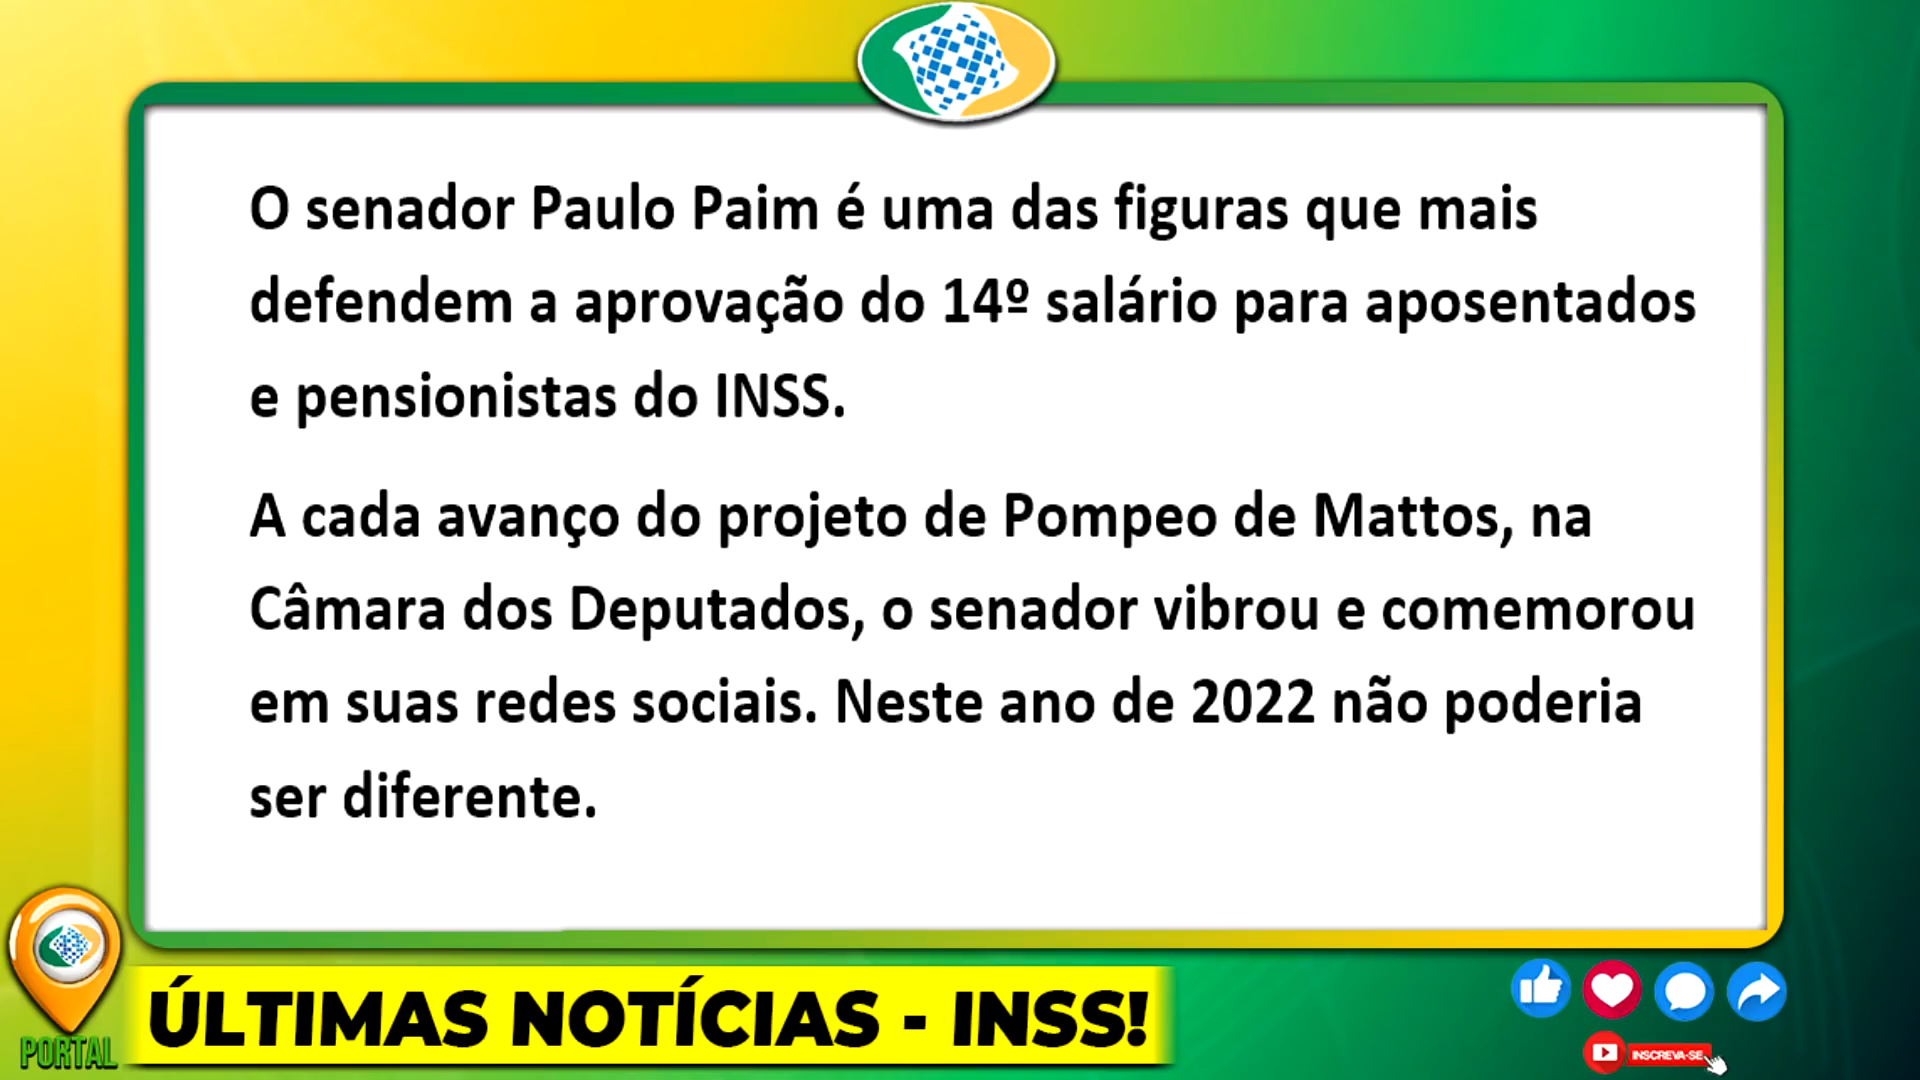 O senador Paulo Paim é uma das figuras que mais
defendem a aprovação do 14º salário para aposentados
e pensionistas do INSS.
A cada avanço do projeto de Pompeo de Mattos, na
Câmara dos Deputados, o senador vibrou e comemorou
em suas redes sociais. Neste ano de 2022 não poderia
ser diferente.
PORTAL
ÚLTIMAS NOTÍCIAS - INSS!
INSCREVA-SE